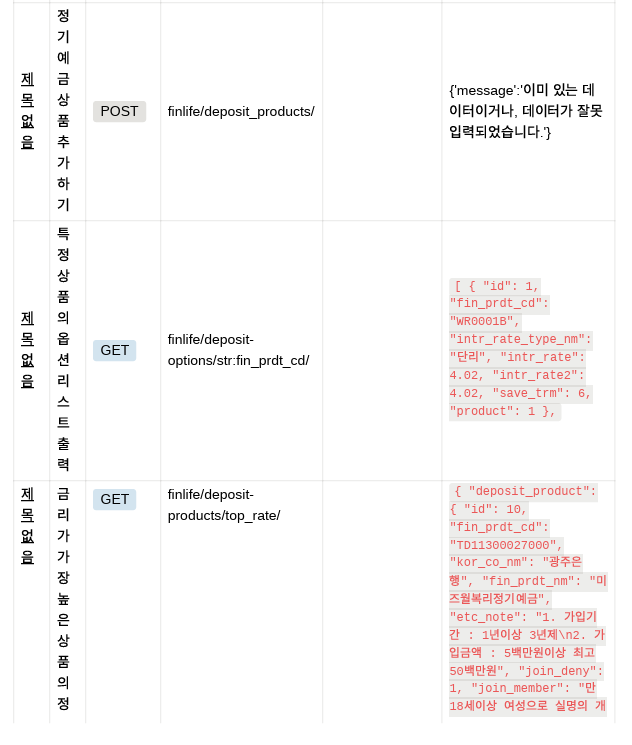 제
목
없
음
정
기
예
금
상
품
추
가
하
기
POST
finlife/deposit_products/
{'message':'이미 있는 데
이터이거나, 데이터가 잘못
입력되었습니다.'}
제
목
없
음
특
정
상
품
의
옵
션
리
스
트
출
력
GET
finlife/deposit-
options/str:fin_prdt_cd/
[ { "id": 1,
"fin_prdt_cd":
"WR0001B",
"intr_rate_type_nm":
"단리", "intr_rate":
4.02, "intr_rate2":
4.02, "save_trm": 6,
"product": 1 },
제
목
없
음
금
리
가
가
장
높
은
상
품
의
정
GET
finlife/deposit-
products/top_rate/
{ "deposit_product":
{ "id": 10,
"fin_prdt_cd":
"TD11300027000",
"kor_co_nm": "광주은
행", "fin_prdt_nm": "미
즈월복리정기예금",
"etc_note": "1. 가입기
간 : 1년이상 3년제\n2. 가
입금액 : 5백만원이상 최고
50백만원", "join_deny":
1, "join_member": "만
18세이상 여성으로 실명의 개